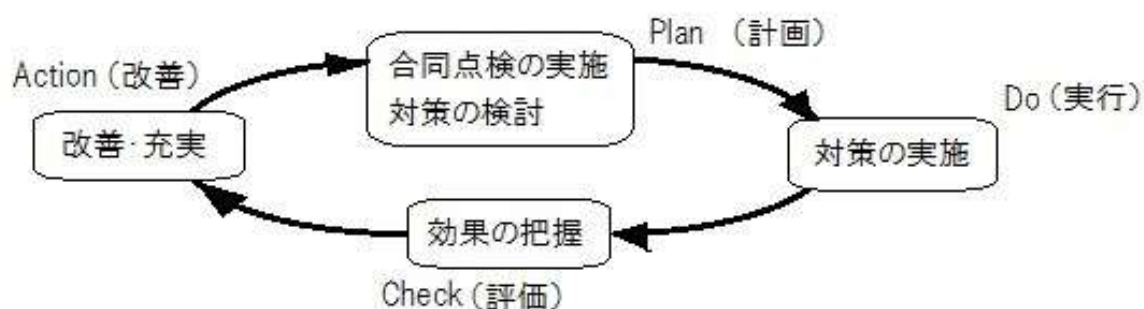 Plan （計画）
合同点検の実施
対策の検討
Action（改善）
Do（実行）
改善・充実
対策の実施
効果の把握
Check（評価）